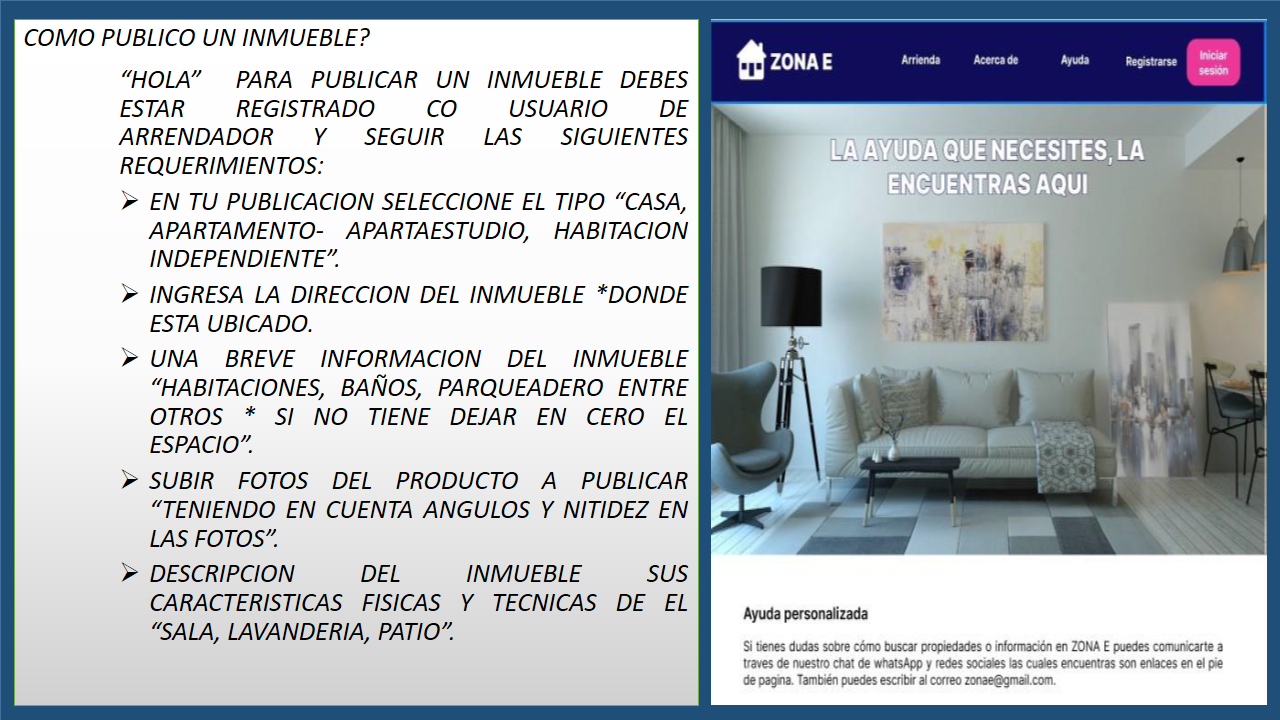 COMO PUBLICO UN INMUEBLE?
“HOLA” PARA PUBLICAR UN INMUEBLE DEBES
ESTAR REGISTRADO CO USUARIO DE
ARRENDADOR Y SEGUIR LAS SIGUIENTES
REQUERIMIENTOS:
➢ EN TU PUBLICACION SELECCIONE EL TIPO “CASA,
APARTAMENTO- APARTAESTUDIO, HABITACION
INDEPENDIENTE”.
➢ INGRESA LA DIRECCION DEL INMUEBLE *DONDE
ESTA UBICADO.
➢ UNA BREVE INFORMACION DEL INMUEBLE
“HABITACIONES, BAÑOS, PARQUEADERO ENTRE
OTROS * SI NO TIENE DEJAR EN CERO EL
ESPACIO”.
➢ SUBIR FOTOS DEL PRODUCTO A PUBLICAR
“TENIENDO EN CUENTA ANGULOS Y NITIDEZ EN
LAS FOTOS”.
➢ DESCRIPCION DEL INMUEBLE SUS
CARACTERISTICAS FISICAS Y TECNICAS DE EL
“SALA, LAVANDERIA, PATIO”.
ZONA E
Arrienda
Acerca de
Ayuda
Registrarse
Iniciar
sesión
LA AYUDA QUE NECESITES, LA
ENCUENTRAS AQUI
Ayuda personalizada
Si tienes dudas sobre cómo buscar propiedades o información en ZONA E puedes comunicarte a
traves de nuestro chat de whatsApp y redes sociales las cuales encuentras son enlaces en el pie
de pagina. También puedes escribir al correo zonae@gmail.com.